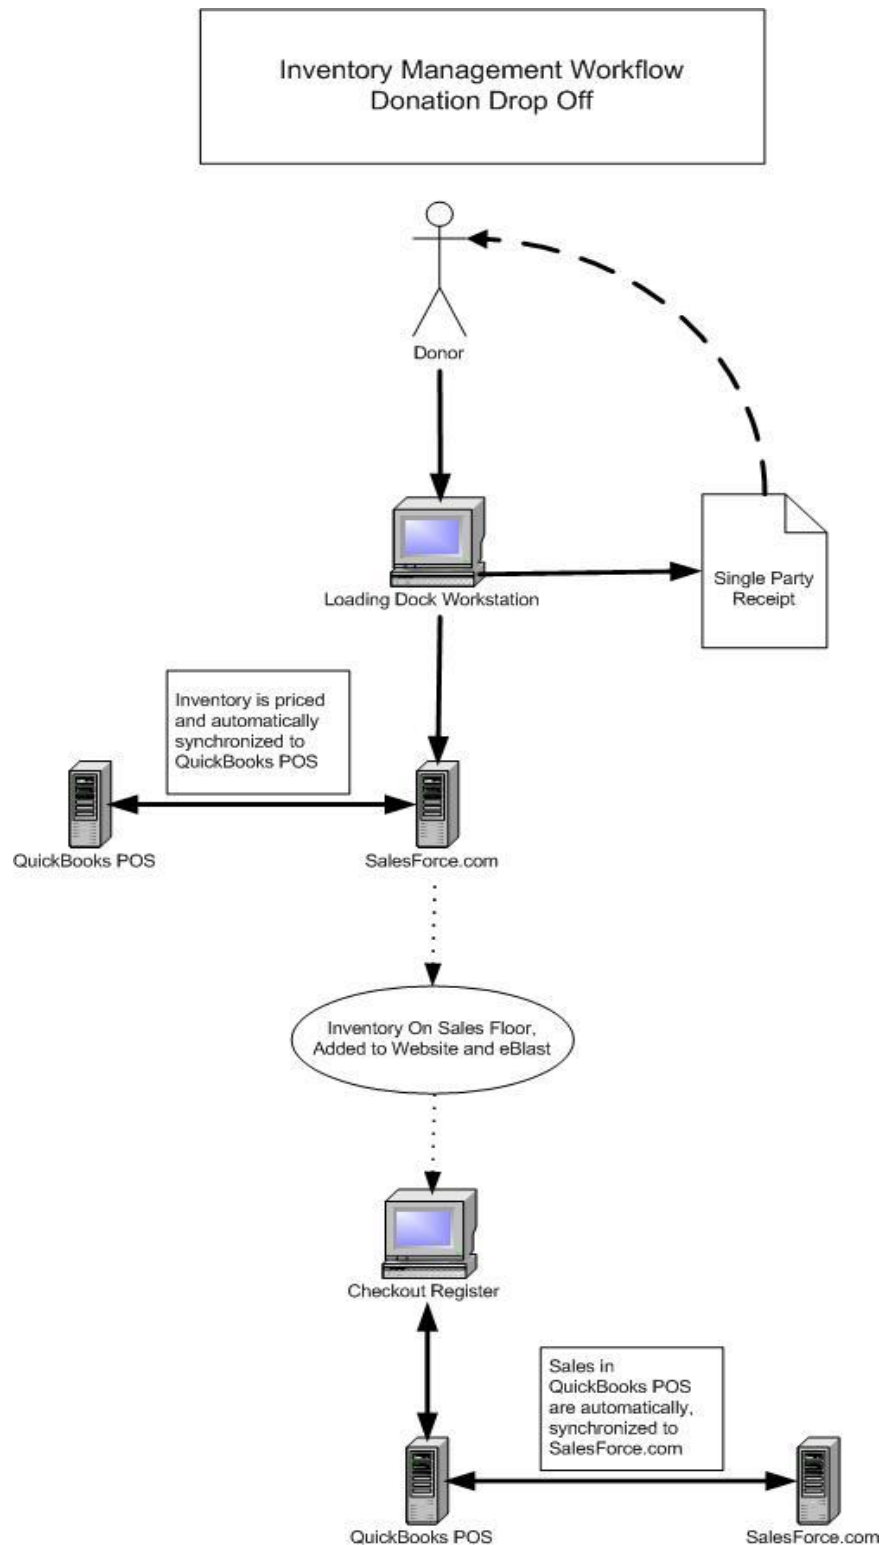 Inventory Management Workflow
Donation Drop Off
Donor
Single Party
Receipt
Loading Dock Workstation
Inventory is priced
and automatically
synchronized to
QuickBooks POS
QuickBooks POS
SalesForce.com
Inventory On Sales Floor,
Added to Website and eBlast
Checkout Register
Sales in
QuickBooks POS
are automatically,
synchronized to
SalesForce.com
QuickBooks POS
SalesForce.com